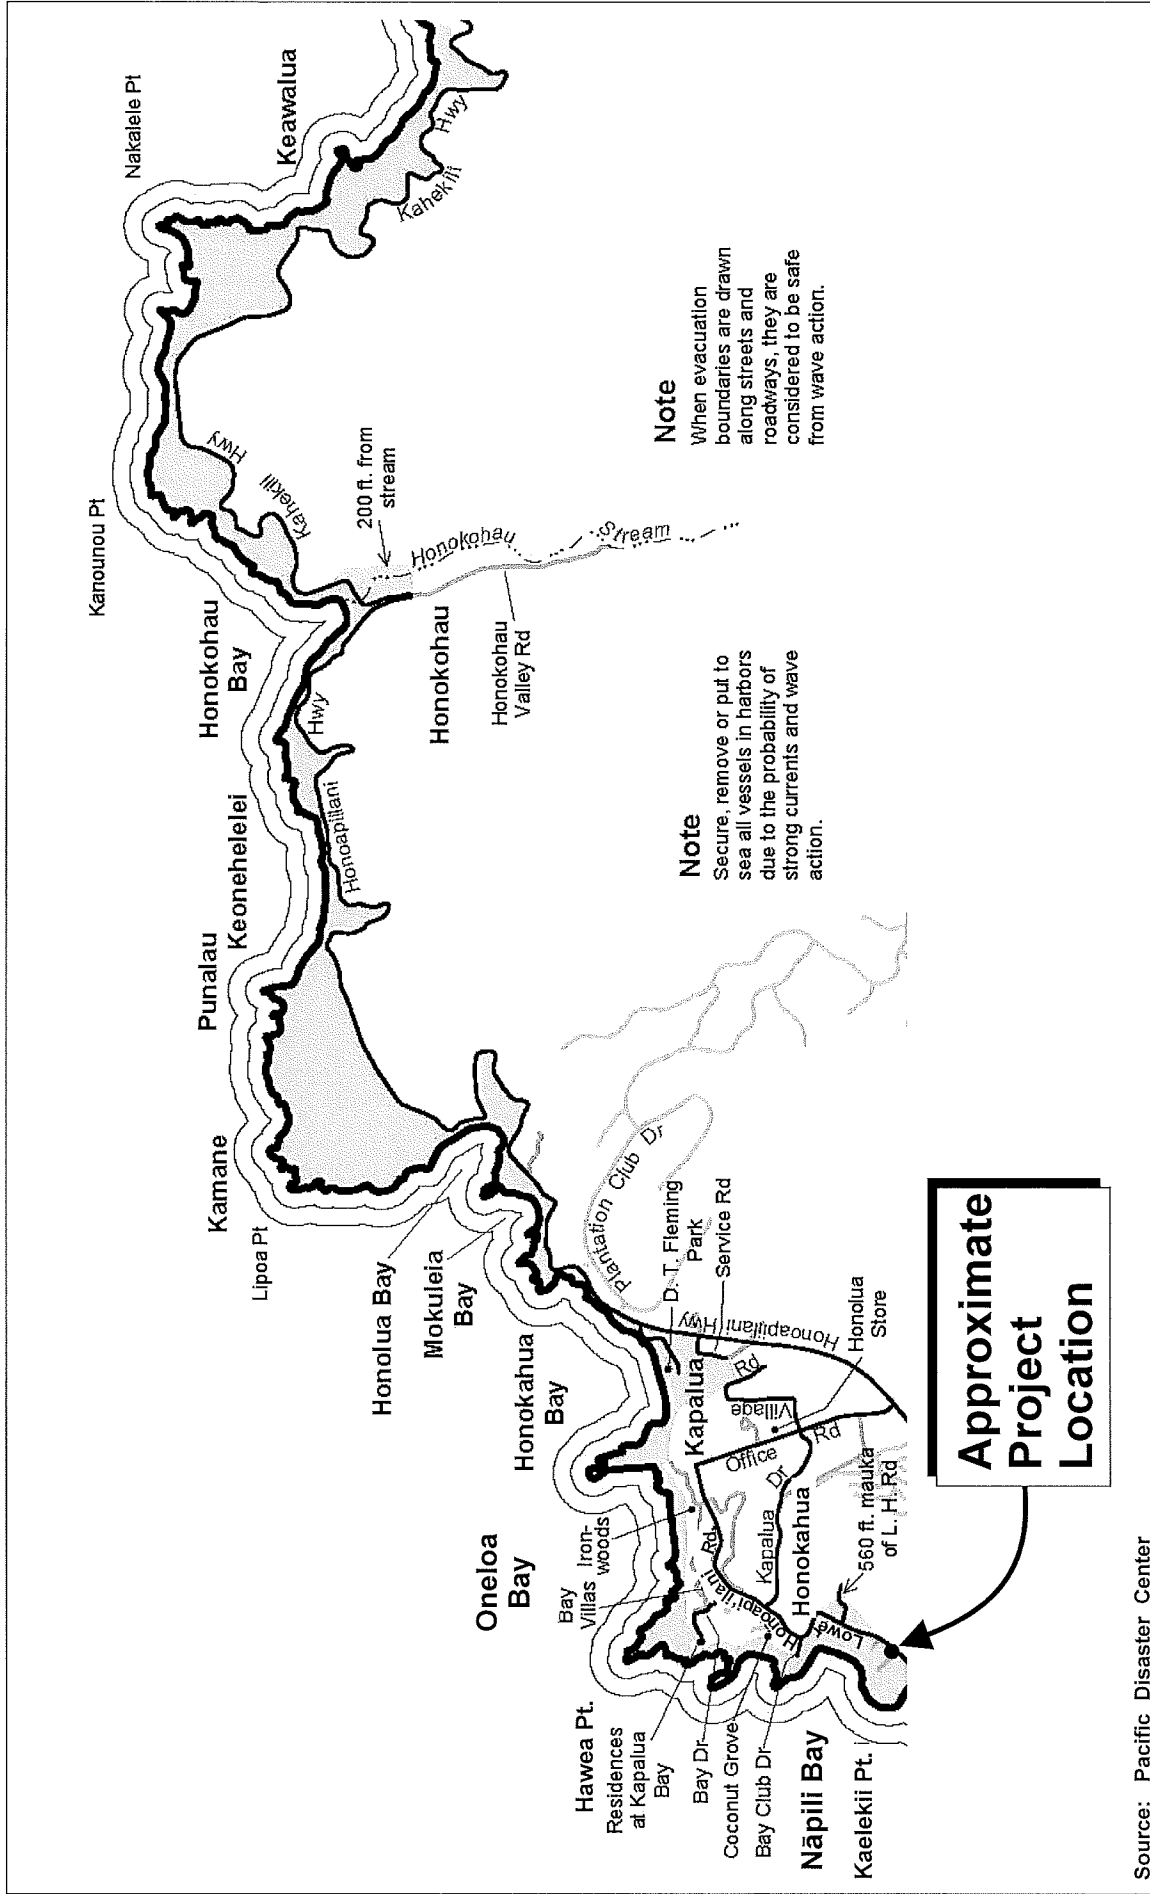 Nakalele Pt
Keawalua
Kahekili
Hwy
Kanounou Pt
Hwy
Kahekili
200 ft. from
stream
Honokohau
Stream
Honokohau
Bay
Honokohau
Honokohau
Valley Rd
Note
When evacuation
boundaries are drawn
along streets and
roadways, they are
considered to be safe
from wave action.
Keonehelelei
Hwy
Honoapiilani
Punalau
Note
Secure, remove or put to
sea all vessels in harbors
due to the probability of
strong currents and wave
action.
Kamane
Lipoa Pt
Honolua Bay
Mokuleia
Bay
Honokahua
Bay
Plantation Club Dr
D. T. Fleming
Park
Service Rd
Honoapiilani Hwy
Honolua
Store
Kapalua
Village
Rd
Office
Rd
Oneloa
Bay
Iron-
woods
Bay
Villas
Honoapiilani
Rd.
Kapalua
Dr
Honokahua
560 ft. mauka
of L. H. Rd
Lowe
Hawea Pt.
Residences
at Kapalua
Bay
Bay Dr
Coconut Grove
Bay Club Dr
Nāpili Bay
Kaelekii Pt.
Approximate
Project
Location
Source: Pacific Disaster Center